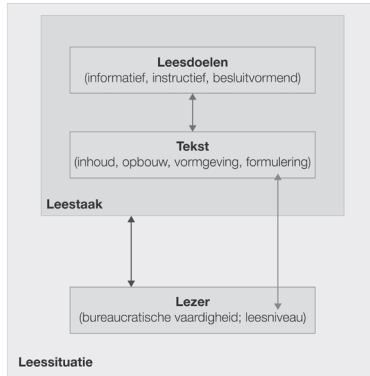 Leesdoelen
(informatief, instructief, besluitvormend)
Tekst
(inhoud, opbouw, vormgeving, formulering)
Leestaak
Lezer
(bureaucratische vaardigheid; leesniveau)
Leessituatie